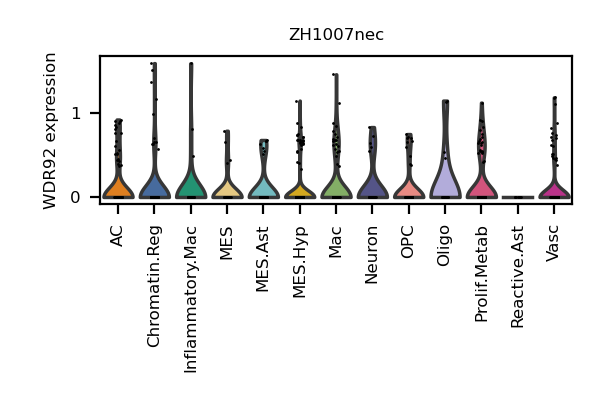 ZH1007nec
WDR92 expression
1
0
AC
Chromatin.Reg
Inflammatory.Mac
MES
MES.Ast
MES.Hyp
Mac
Neuron
OPC
Oligo
Prolif.Metab
Reactive.Ast
Vasc